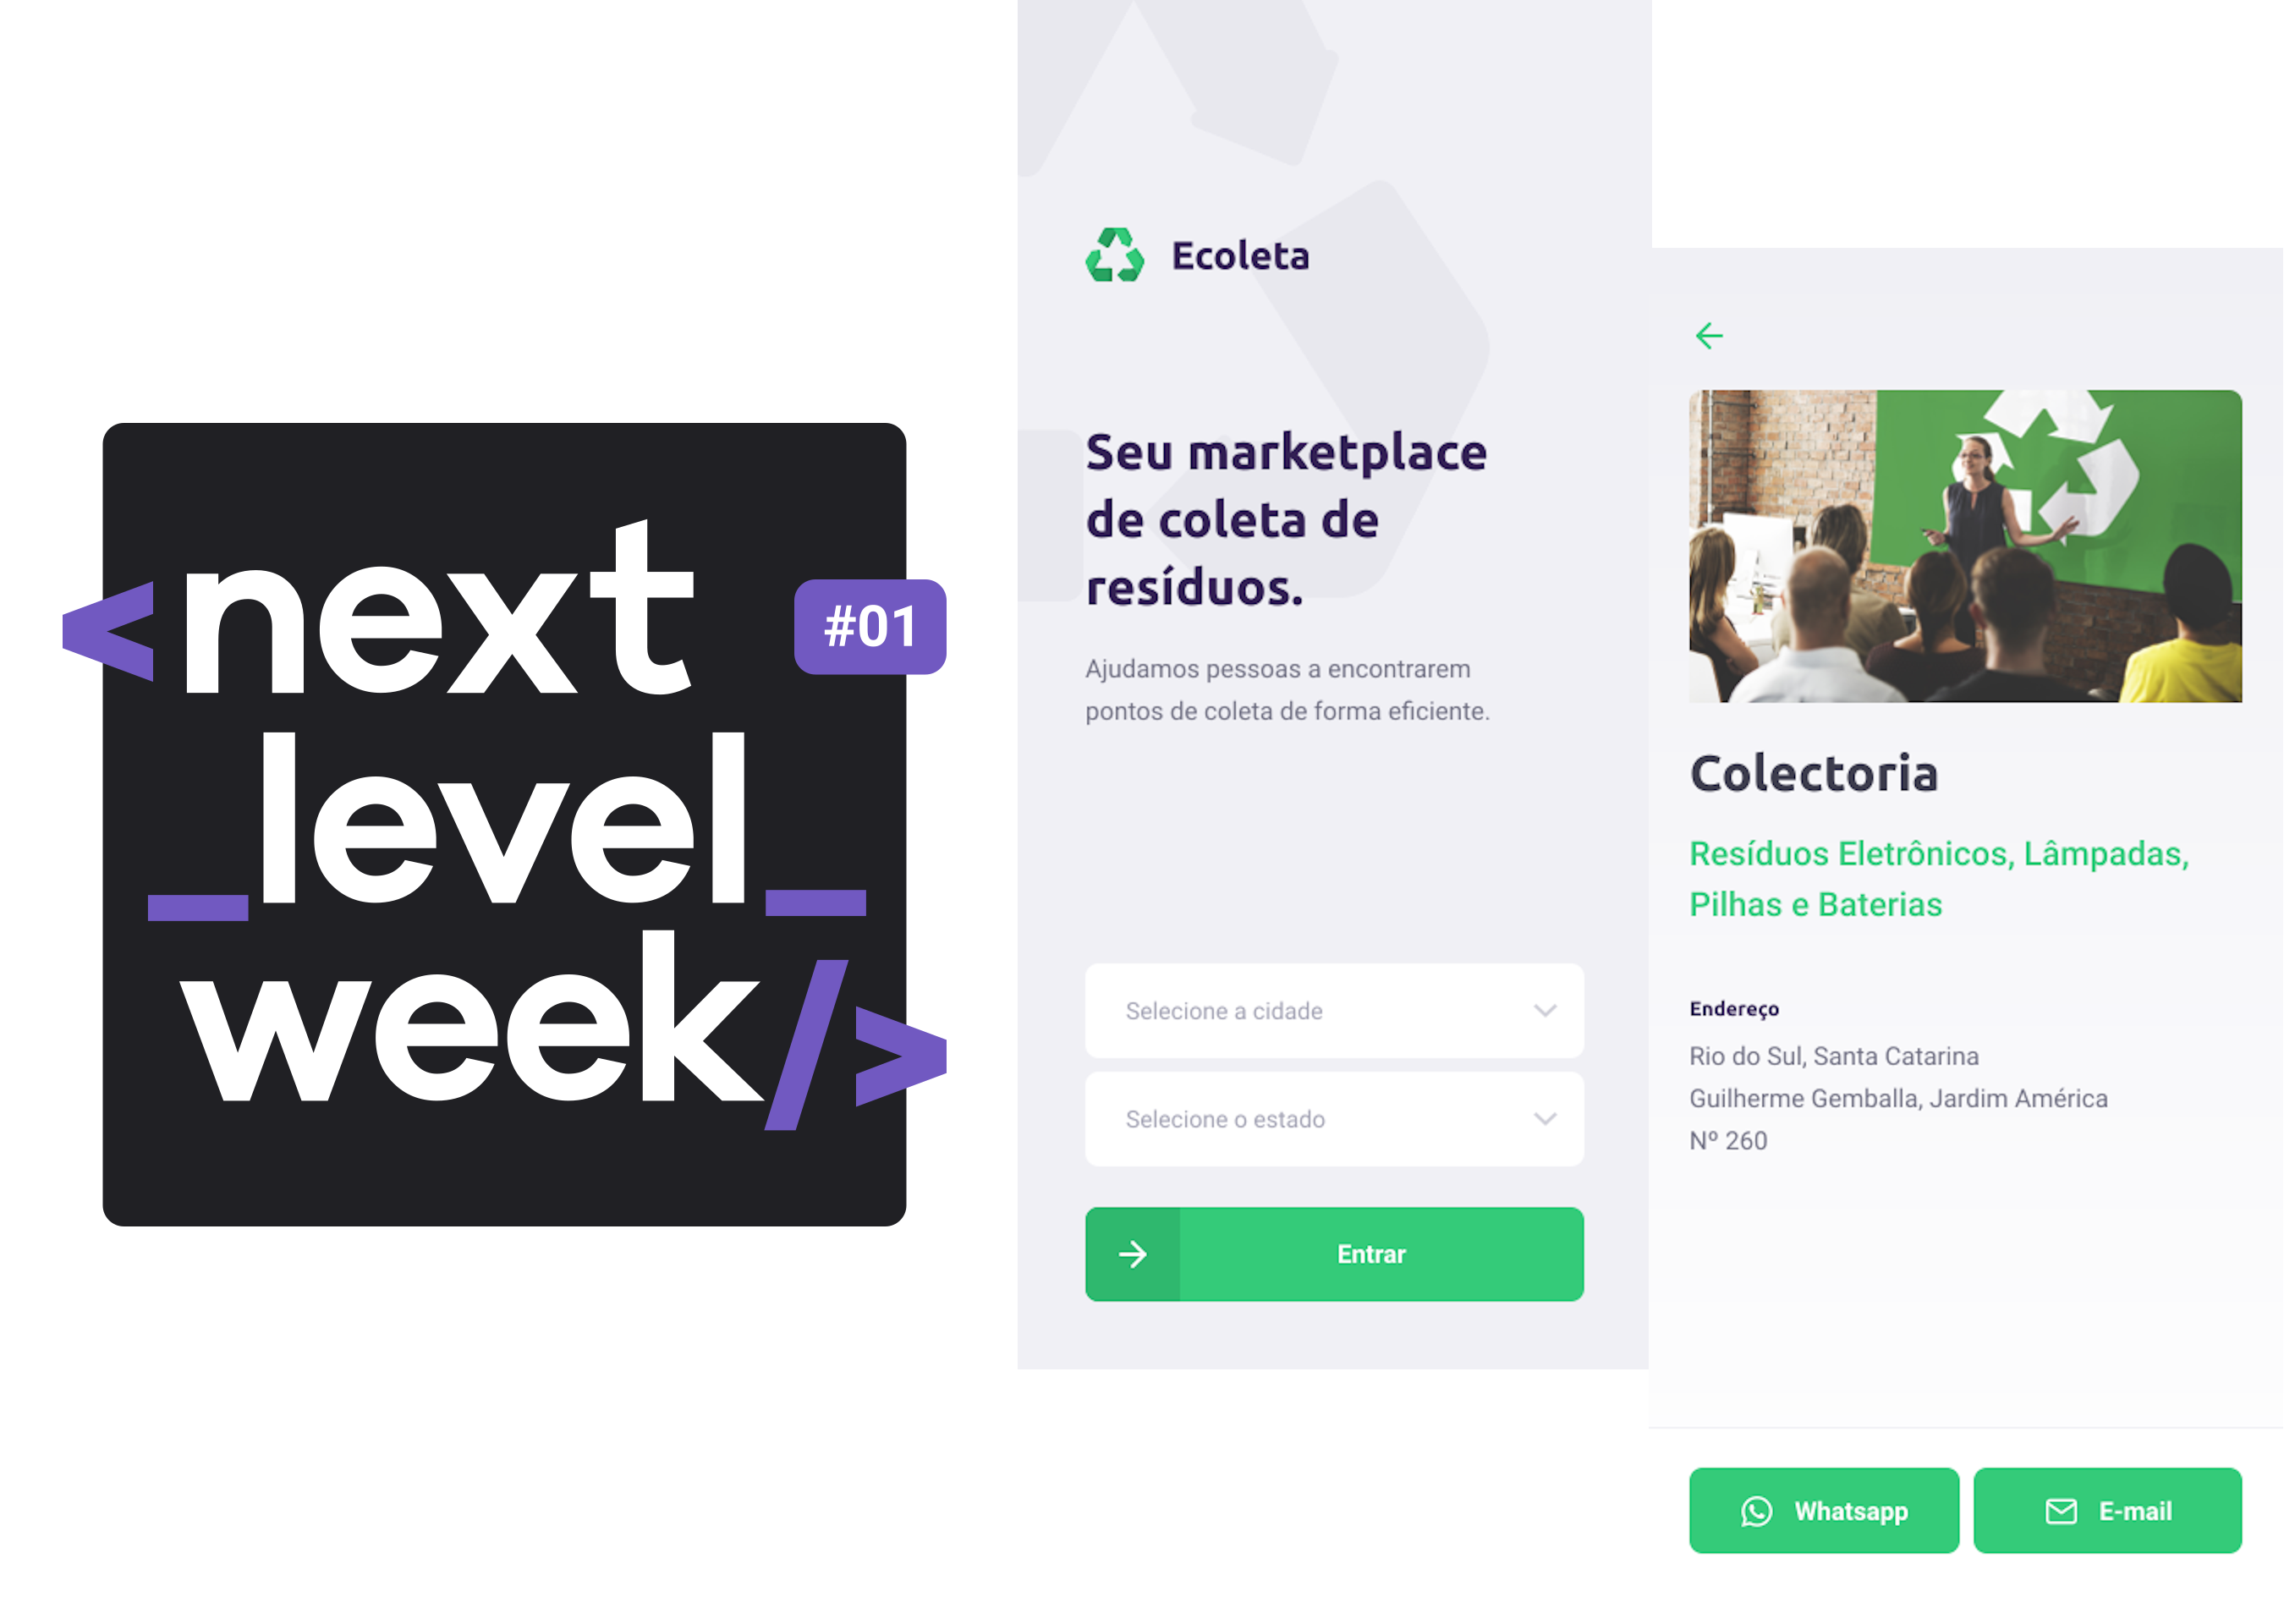 <next
#01
_level_
week/>
Ecoleta
Seu marketplace
de coleta de
resíduos.
Ajudamos pessoas a encontrarem
pontos de coleta de forma eficiente.
Selecione a cidade
Selecione o estado
Entrar
Colectoria
Resíduos Eletrônicos, Lâmpadas,
Pilhas e Baterias
Endereço
Rio do Sul, Santa Catarina
Guilherme Gemballa, Jardim América
Nº 260
Whatsapp
E-mail